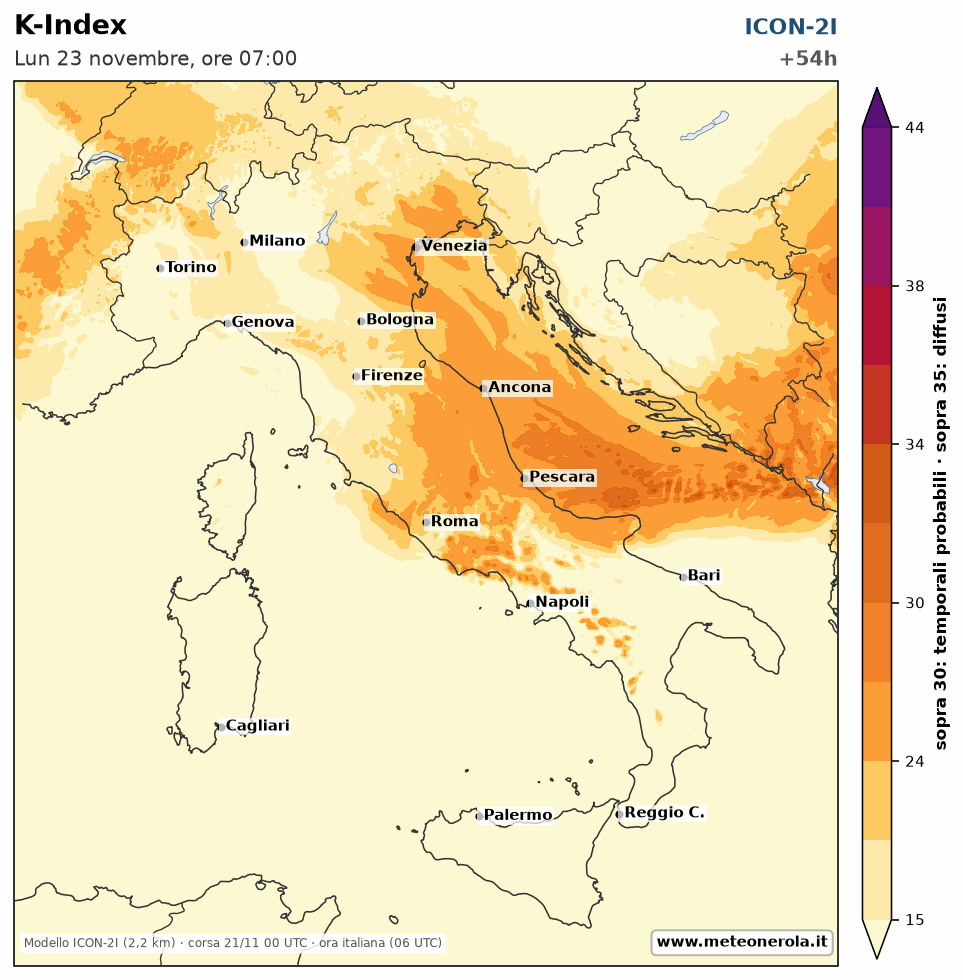 K-Index
ICON-2I
Lun 23 novembre, ore 07:00
+54h
44
38
34
30
24
15
sopra 30: temporali probabili · sopra 35: diffusi
Milano
Venezia
Torino
Genova
Bologna
Firenze
Ancona
Pescara
Roma
Bari
Napoli
Cagliari
Palermo
Reggio C.
Modello ICON-2I (2,2 km) · corsa 21/11 00 UTC · ora italiana (06 UTC)
www.meteonerola.it